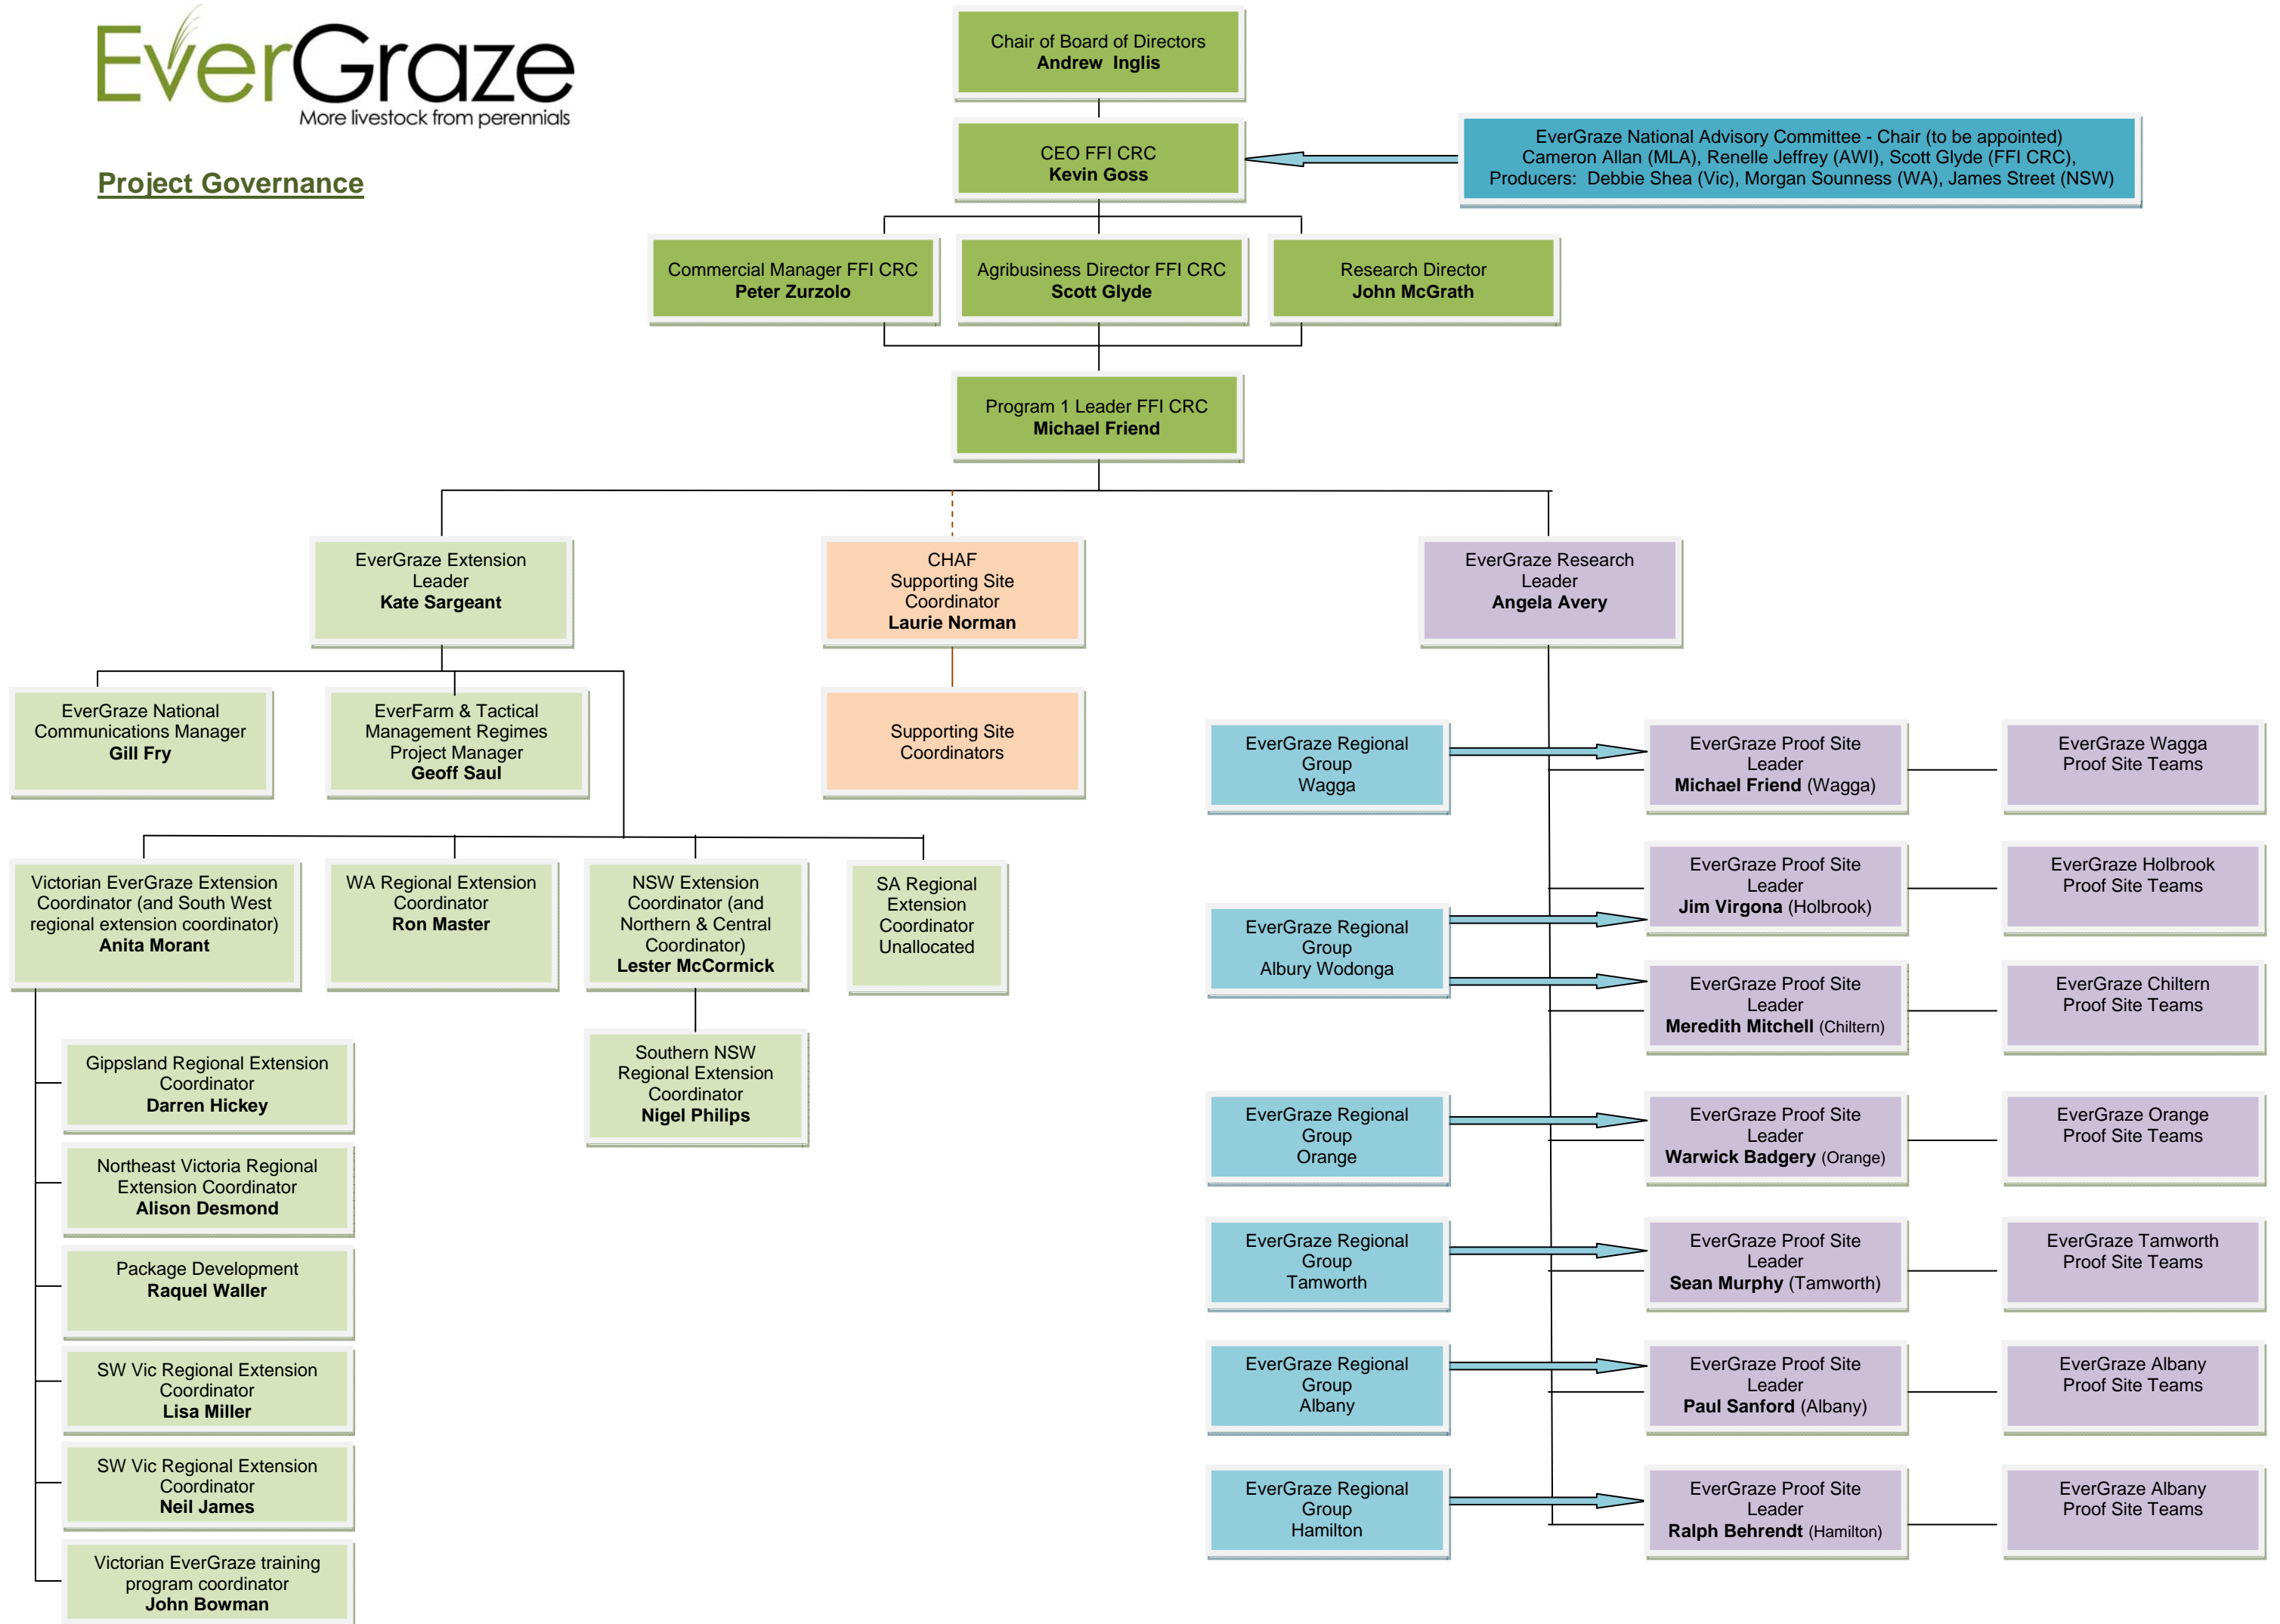 EverGraze
More livestock from perennials
Project Governance
Chair of Board of Directors
Andrew Inglis
CEO FFI CRC
Kevin Goss
EverGraze National Advisory Committee - Chair (to be appointed)
Cameron Allan (MLA), Renelle Jeffrey (AWI), Scott Glyde (FFI CRC),
Producers: Debbie Shea (Vic), Morgan Sounness (WA), James Street (NSW)
Commercial Manager FFI CRC
Peter Zurzolo
Agribusiness Director FFI CRC
Scott Glyde
Research Director
John McGrath
Program 1 Leader FFI CRC
Michael Friend
EverGraze Extension
Leader
Kate Sargeant
CHAF
Supporting Site
Coordinator
Laurie Norman
EverGraze Research
Leader
Angela Avery
EverGraze National
Communications Manager
Gill Fry
EverFarm & Tactical
Management Regimes
Project Manager
Geoff Saul
Supporting Site
Coordinators
Victorian EverGraze Extension
Coordinator (and South West
regional extension coordinator)
Anita Morant
WA Regional Extension
Coordinator
Ron Master
NSW Extension
Coordinator (and
Northern & Central
Coordinator)
Lester McCormick
SA Regional
Extension
Coordinator
Unallocated
Gippsland Regional Extension
Coordinator
Darren Hickey
Northeast Victoria Regional
Extension Coordinator
Alison Desmond
Package Development
Raquel Waller
SW Vic Regional Extension
Coordinator
Lisa Miller
SW Vic Regional Extension
Coordinator
Neil James
Victorian EverGraze training
program coordinator
John Bowman
Southern NSW
Regional Extension
Coordinator
Nigel Philips
EverGraze Regional
Group
Wagga
EverGraze Proof Site
Leader
Michael Friend (Wagga)
EverGraze Wagga
Proof Site Teams
EverGraze Regional
Group
Albury Wodonga
EverGraze Proof Site
Leader
Jim Virgona (Holbrook)
EverGraze Holbrook
Proof Site Teams
EverGraze Proof Site
Leader
Meredith Mitchell (Chiltern)
EverGraze Chiltern
Proof Site Teams
EverGraze Regional
Group
Orange
EverGraze Proof Site
Leader
Warwick Badgery (Orange)
EverGraze Orange
Proof Site Teams
EverGraze Regional
Group
Tamworth
EverGraze Proof Site
Leader
Sean Murphy (Tamworth)
EverGraze Tamworth
Proof Site Teams
EverGraze Regional
Group
Albany
EverGraze Proof Site
Leader
Paul Sanford (Albany)
EverGraze Albany
Proof Site Teams
EverGraze Regional
Group
Hamilton
EverGraze Proof Site
Leader
Ralph Behrendt (Hamilton)
EverGraze Albany
Proof Site Teams